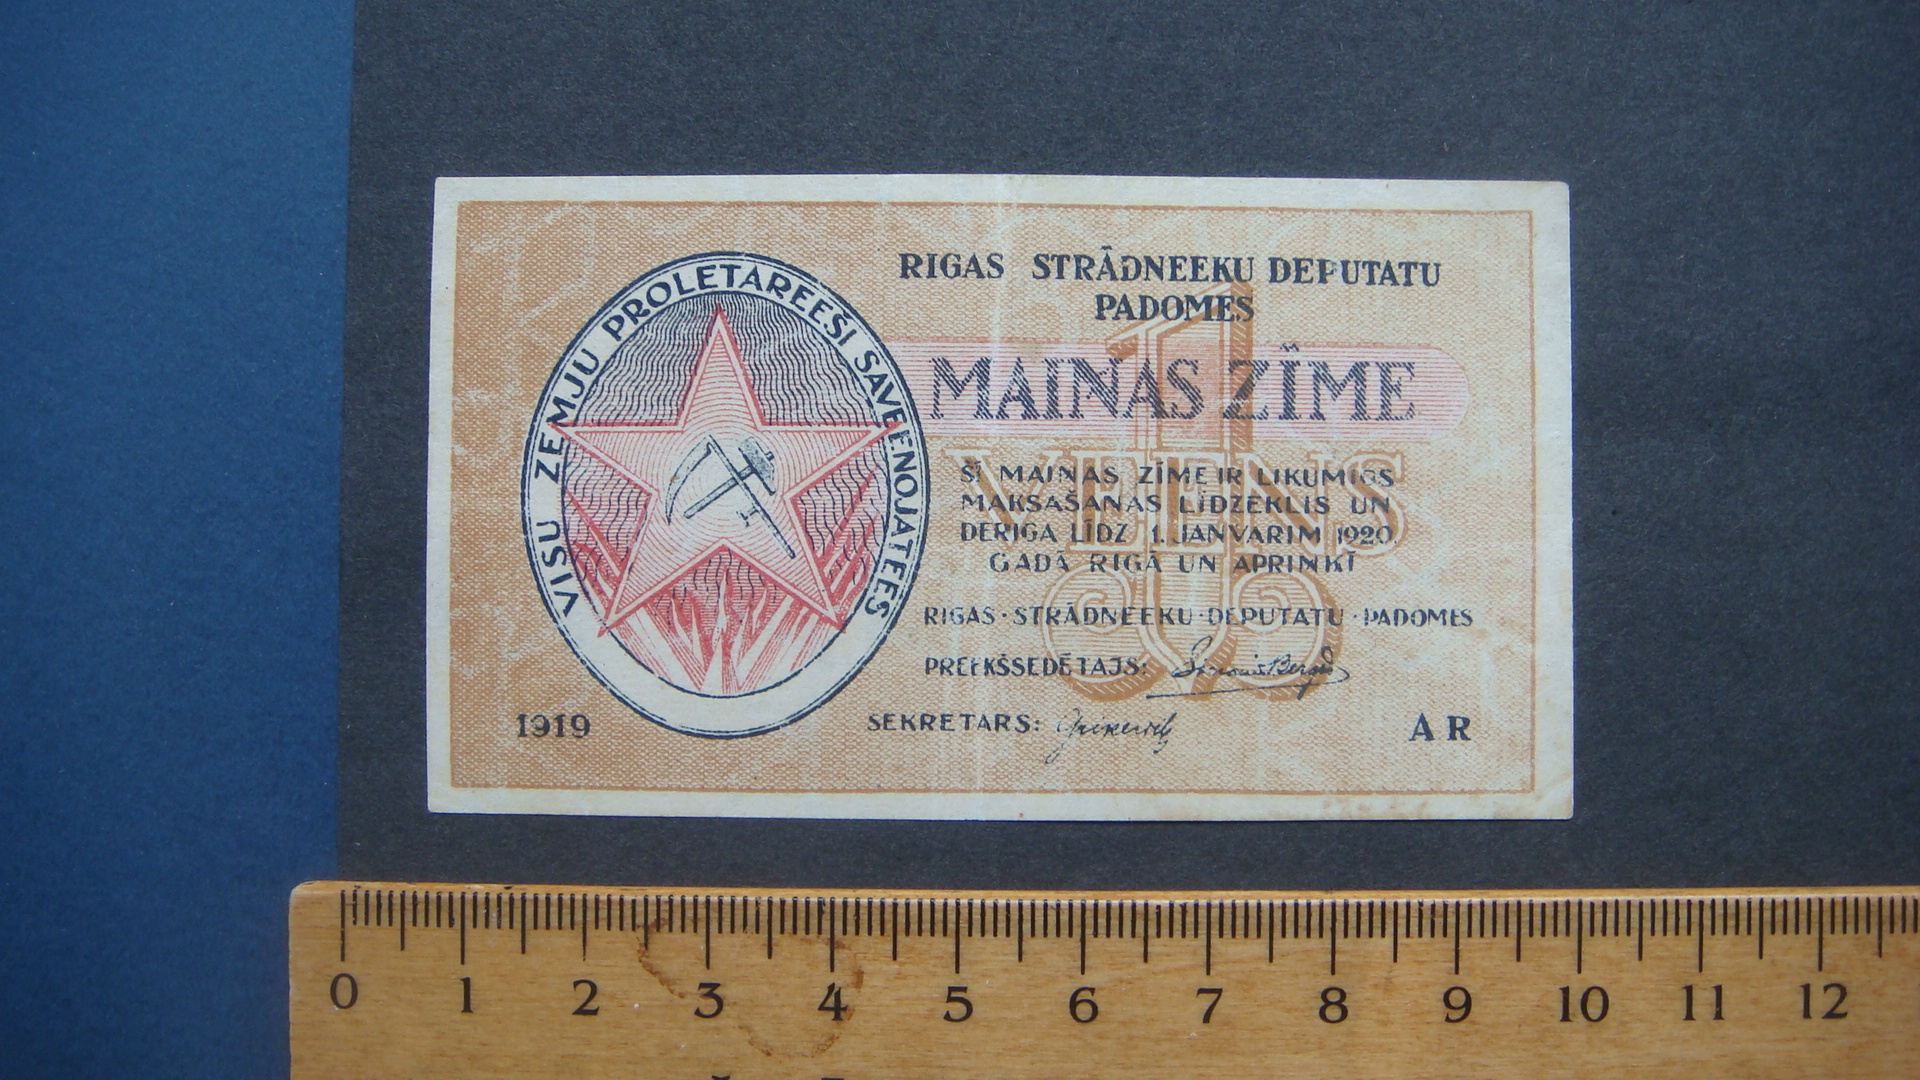 VISU ZEMJU PROLETAREEŠI SAVEENOJATEES
RIGAS STRĀDNEEKU DEPUTATU
PADOMES
1
MAIŅAS ZĪME
VEENS
ŠĪ MAIŅAS ZĪME IR LIKUMIGS
MAKSAŠANAS LĪDZEKLIS UN
DERIGA LĪDZ 1. JANVARIM 1920.
GADĀ RIGĀ UN APRINKĪ
RIGAS·STRĀDNEEKU·DEPUTATU·PADOMES
PREEKŠSEDĒTAJS:
SEKRETARS:
1919
AR
0 1 2 3 4 5 6 7 8 9 10 11 12